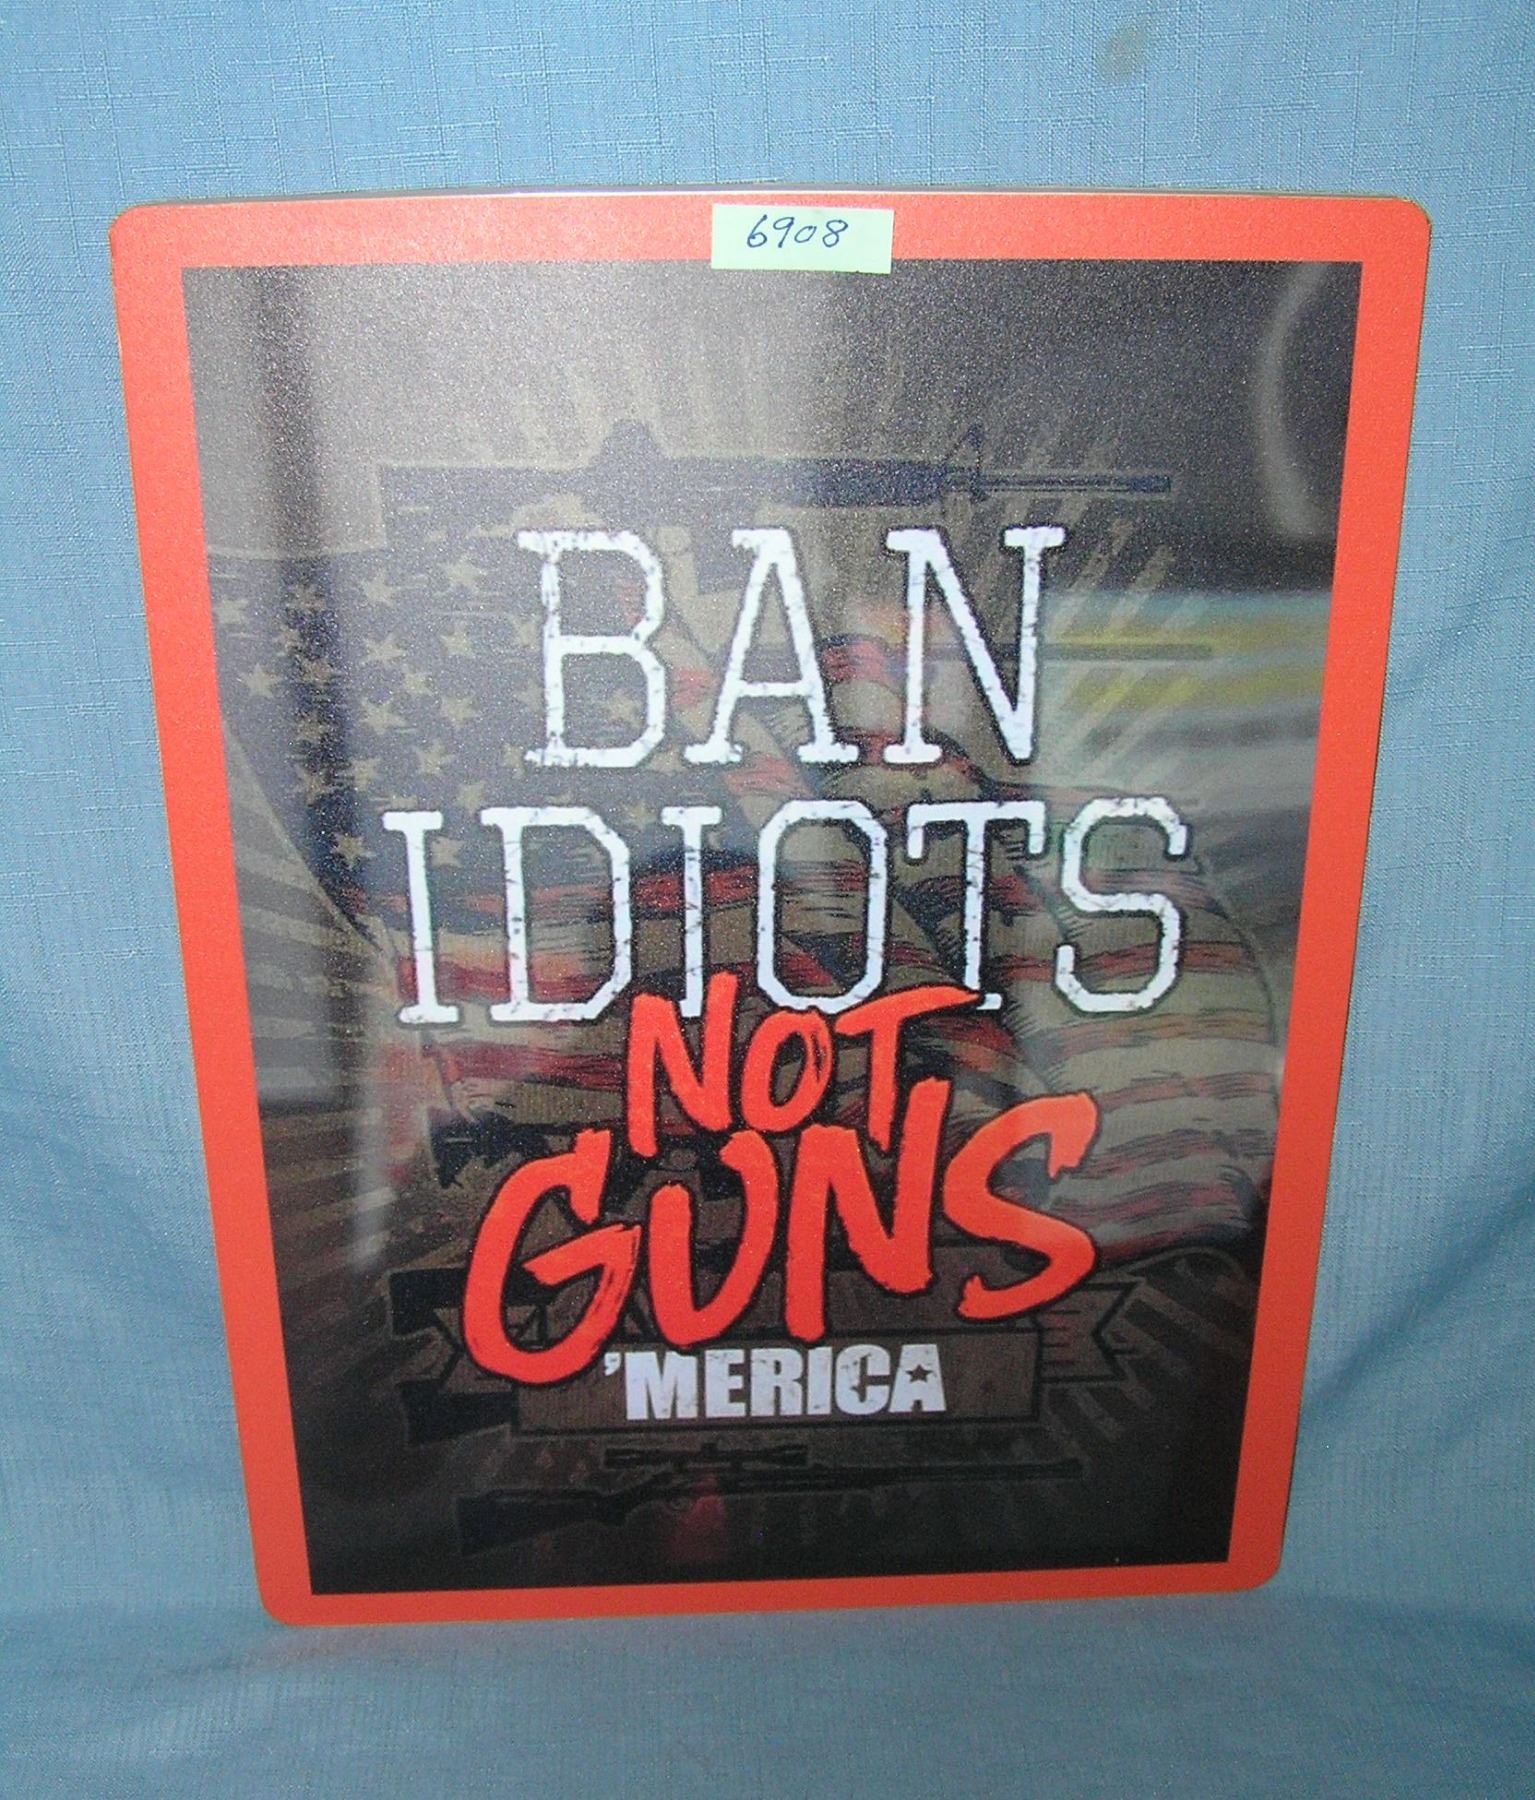 6908
BAN
IDIOTS
NOT
GUNS
'MERICA